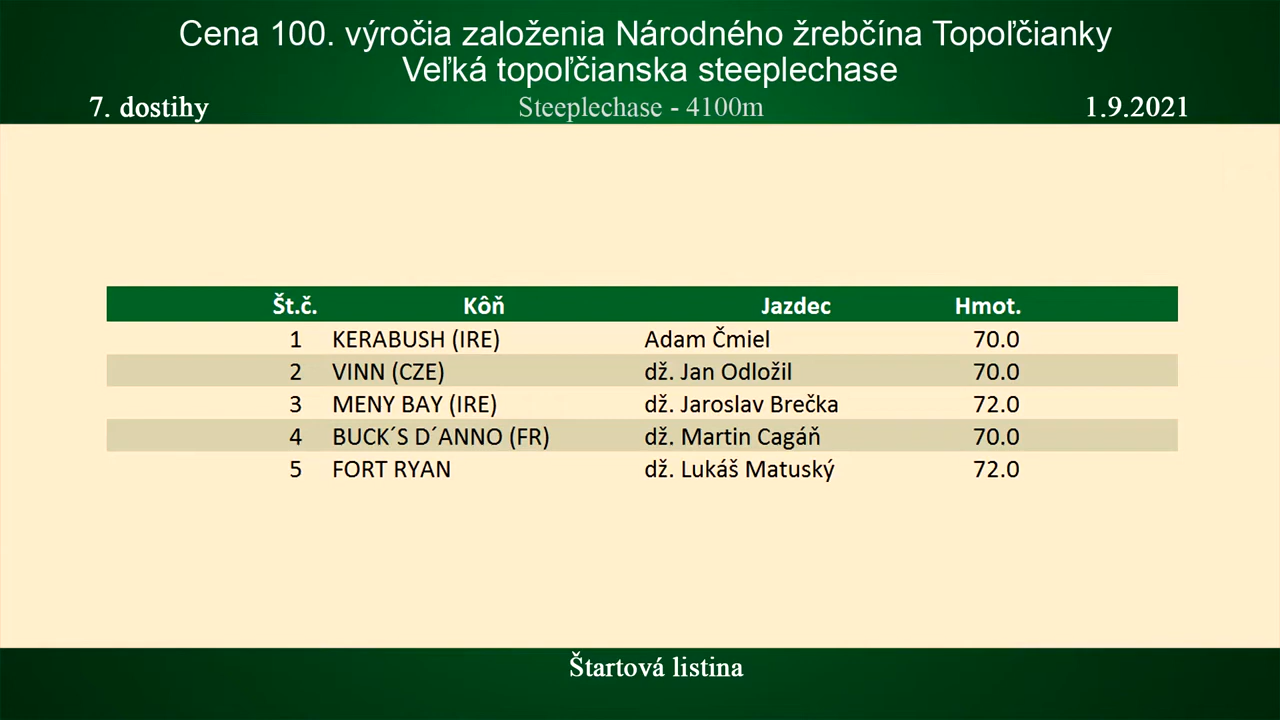 Cena 100. výročia založenia Národného žrebčína Topoľčianky
Veľká topoľčianska steeplechase
7. dostihy Steeplechase - 4100m 1.9.2021
Št.č. Kôň Jazdec Hmot.
1 KERABUSH (IRE) Adam Čmiel 70.0
2 VINN (CZE) dž. Jan Odložil 70.0
3 MENY BAY (IRE) dž. Jaroslav Brečka 72.0
4 BUCK´S D´ANNO (FR) dž. Martin Cagáň 70.0
5 FORT RYAN dž. Lukáš Matuský 72.0
Štartová listina